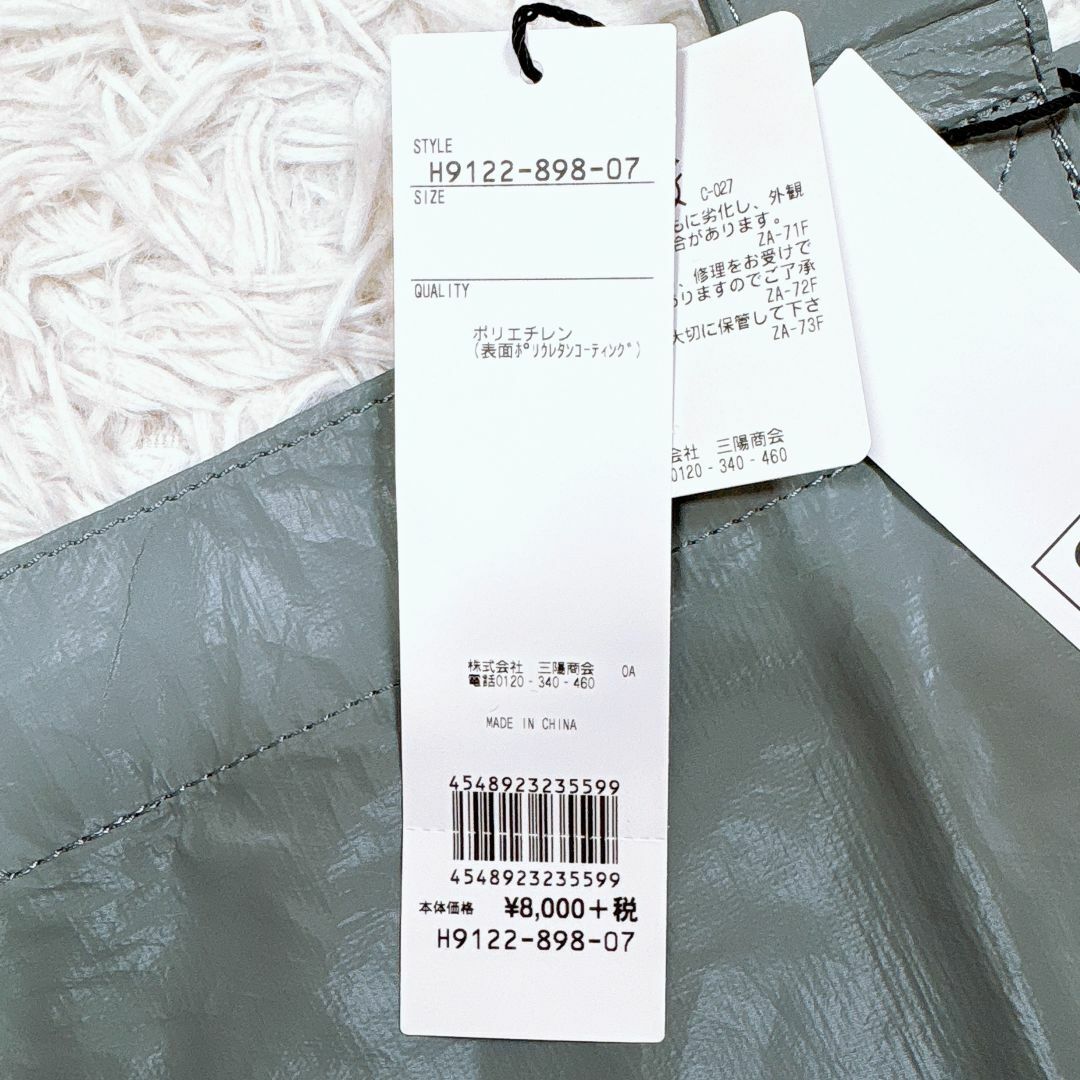 STYLE
H9122-898-07
SIZE
QUALITY
ポリエチレン
(表面ポリウレタンコーティング)
株式会社 三陽商会 OA
電話0120-340-460
MADE IN CHINA
4548923235599
4548923235599
本体価格 ¥8,000+税
H9122-898-07
C-027
に劣化し、外観
合があります。
ZA-71F
、修理をお受けで
りますのでご了承
ZA-72F
大切に保管して下さ
ZA-73F
会社 三陽商会
0120-340-460